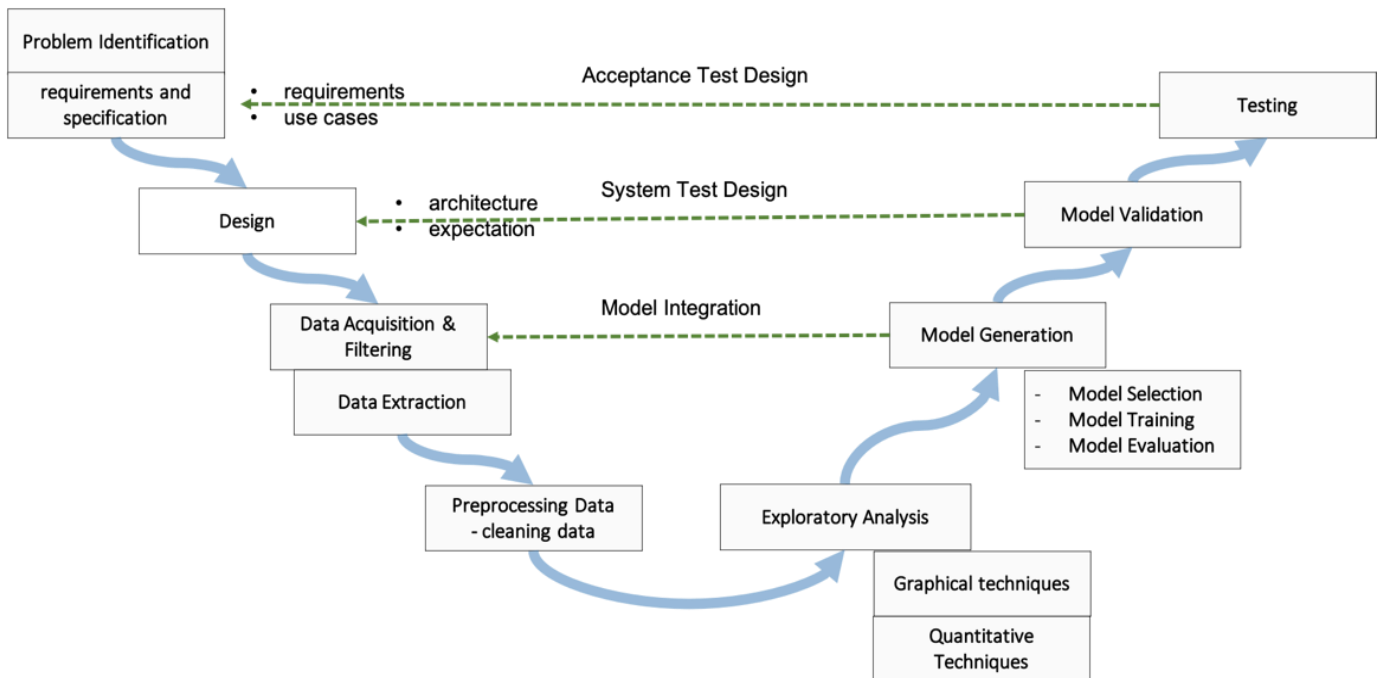 Problem Identification
requirements and
specification
Acceptance Test Design
• requirements
• use cases
Testing
System Test Design
• architecture
• expectation
Design
Model Validation
Model Integration
Data Acquisition &
Filtering
Data Extraction
Model Generation
- Model Selection
- Model Training
- Model Evaluation
Preprocessing Data
- cleaning data
Exploratory Analysis
Graphical techniques
Quantitative
Techniques